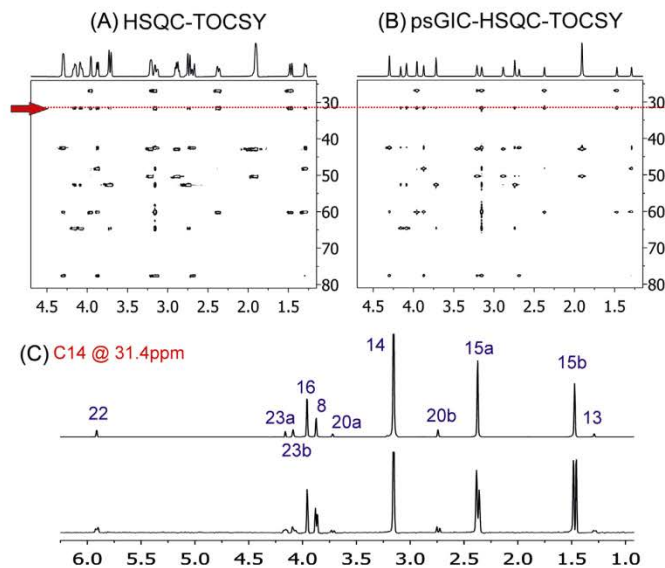 (A) HSQC-TOCSY
(B) psGIC-HSQC-TOCSY
30
40
50
60
70
80
4.5 4.0 3.5 3.0 2.5 2.0 1.5
30
40
50
60
70
80
4.5 4.0 3.5 3.0 2.5 2.0 1.5
(C) C14 @ 31.4ppm
22
23a
23b
16
8
20a
14
15a
20b
15b
13
6.0 5.5 5.0 4.5 4.0 3.5 3.0 2.5 2.0 1.5 1.0